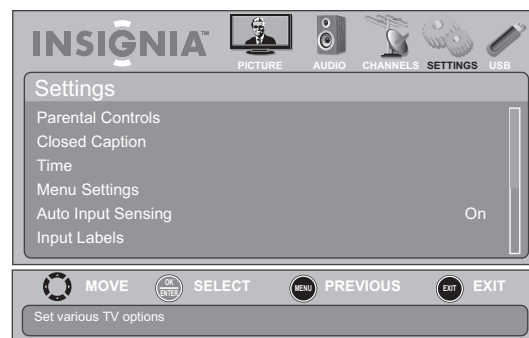 INSIGNIA™
PICTURE AUDIO CHANNELS SETTINGS USB
Settings
Parental Controls
Closed Caption
Time
Menu Settings
Auto Input Sensing On
Input Labels
MOVE OK ENTER SELECT MENU PREVIOUS EXIT EXIT
Set various TV options